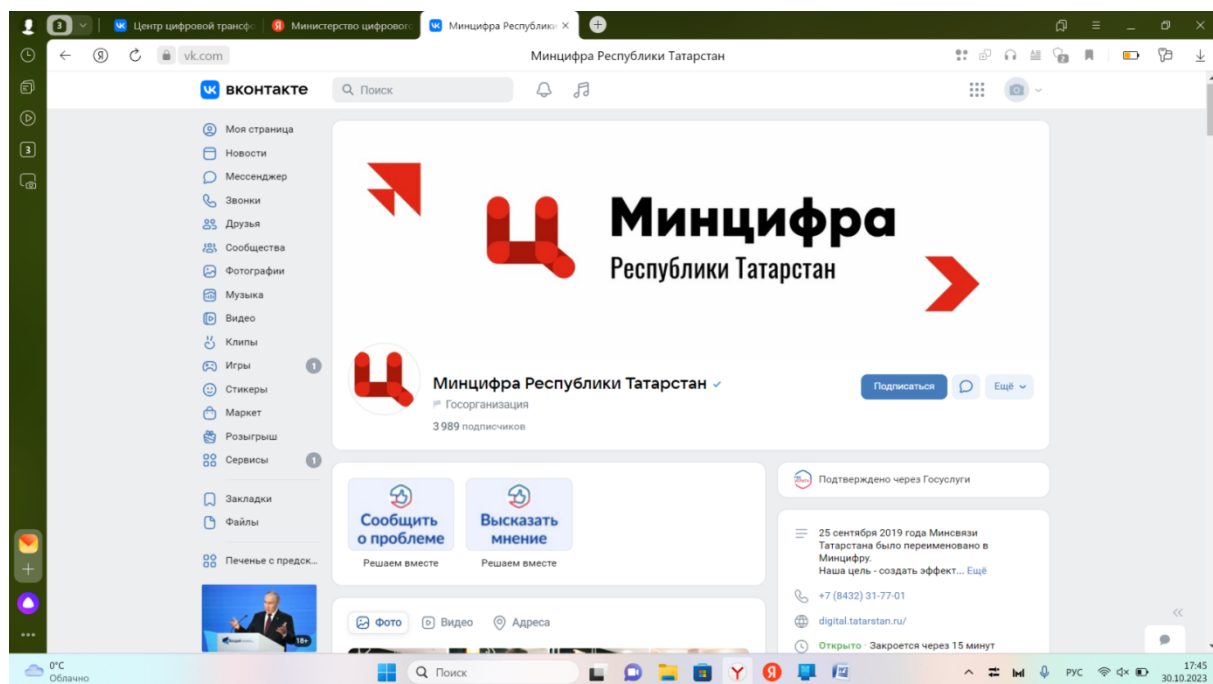 3
Центр цифровой трансфо
Министерство цифрового
Минцифра Республики
vk.com
Минцифра Республики Татарстан
2
3
ВКОНТАКТЕ
Поиск
Моя страница
Новости
Мессенджер
Звонки
Друзья
Сообщества
Фотографии
Музыка
Видео
Клипы
Игры 1
Стикеры
Маркет
Розыгрыш
Сервисы 1
Закладки
Файлы
Печенье с предск...
18+
Минцифра
Республики Татарстан
Минцифра Республики Татарстан
Госорганизация
3 989 подписчиков
Подписаться
Ещё
Сообщить
о проблеме
Решаем вместе
Высказать
мнение
Решаем вместе
Фото
Видео
Адреса
Подтверждено через Госуслуги
25 сентября 2019 года Минсвязи
Татарстана было переименовано в
Минцифру.
Наша цель - создать эффект... Ещё
+7 (8432) 31-77-01
digital.tatarstan.ru/
Открыто · Закроется через 15 минут
0°C
Облачно
Поиск
РУС
17:45
30.10.2023